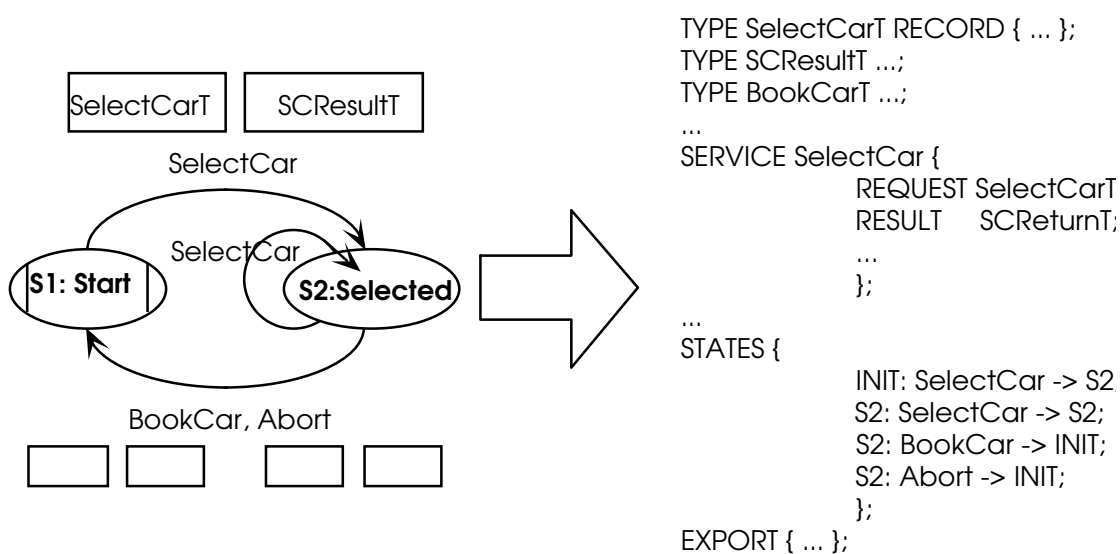 SelectCarT SCResultT
SelectCar
SelectCar
S1: Start
S2:Selected
BookCar, Abort
TYPE SelectCarT RECORD { ... };
TYPE SCResultT ...;
TYPE BookCarT ...;
...
SERVICE SelectCar {
REQUEST SelectCarT
RESULT SCReturnT;
...
};
...
STATES {
INIT: SelectCar -> S2;
S2: SelectCar -> S2;
S2: BookCar -> INIT;
S2: Abort -> INIT;
};
EXPORT { ... };